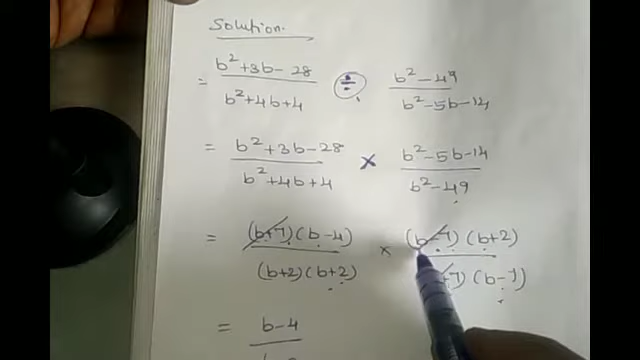 Solution.
= b²+3b-28 / b²+4b+4 ÷ b²-49 / b²-5b-14
= b²+3b-28 / b²+4b+4 × b²-5b-14 / b²-49
= (b+7)(b-4) / (b+2)(b+2) × (b-7)(b+2) / +7)(b-7)
= b-4